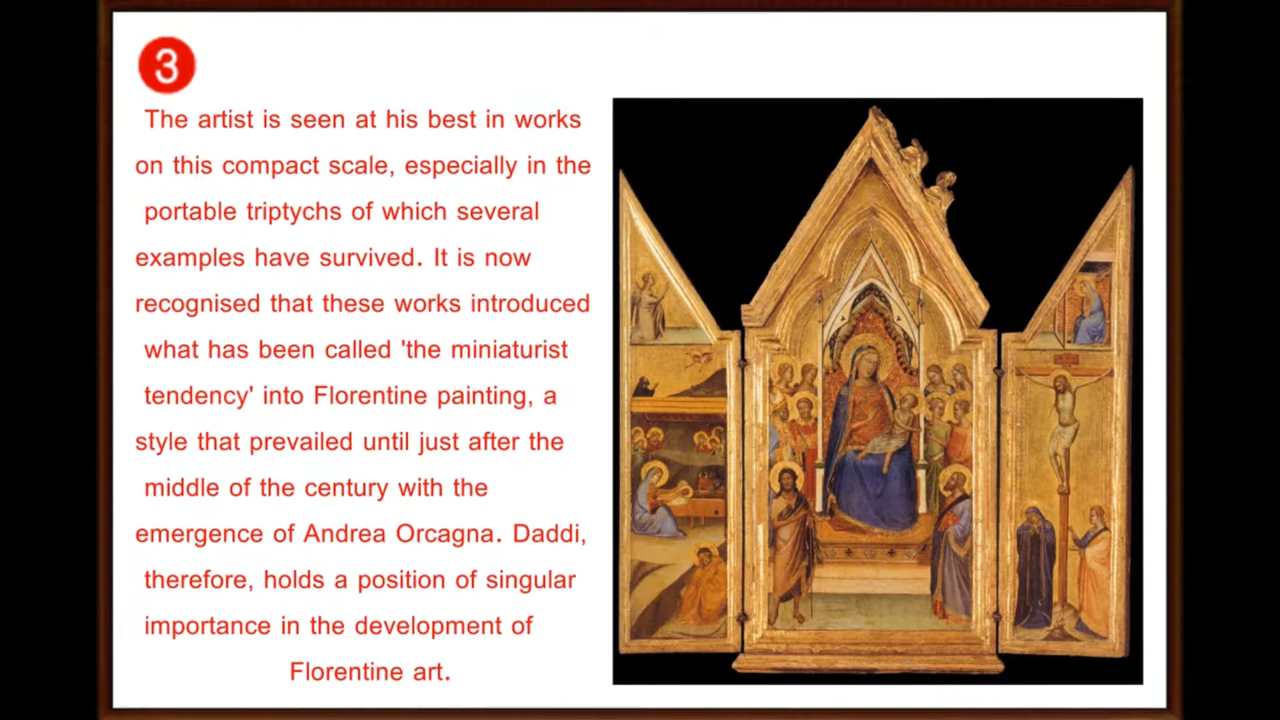 3
The artist is seen at his best in works
on this compact scale, especially in the
portable triptychs of which several
examples have survived. It is now
recognised that these works introduced
what has been called 'the miniaturist
tendency' into Florentine painting, a
style that prevailed until just after the
middle of the century with the
emergence of Andrea Orcagna. Daddi,
therefore, holds a position of singular
importance in the development of
Florentine art.